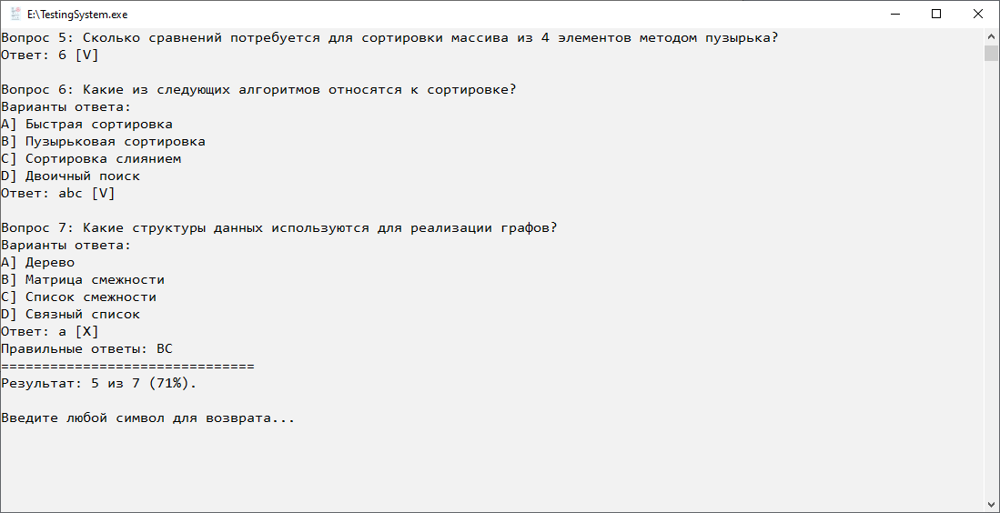 E:\TestingSystem.exe
Вопрос 5: Сколько сравнений потребуется для сортировки массива из 4 элементов методом пузырька?
Ответ: 6 [V]
Вопрос 6: Какие из следующих алгоритмов относятся к сортировке?
Варианты ответа:
A] Быстрая сортировка
B] Пузырьковая сортировка
C] Сортировка слиянием
D] Двоичный поиск
Ответ: abc [V]
Вопрос 7: Какие структуры данных используются для реализации графов?
Варианты ответа:
A] Дерево
B] Матрица смежности
C] Список смежности
D] Связный список
Ответ: a [X]
Правильные ответы: BC
===============================
Результат: 5 из 7 (71%).
Введите любой символ для возврата...